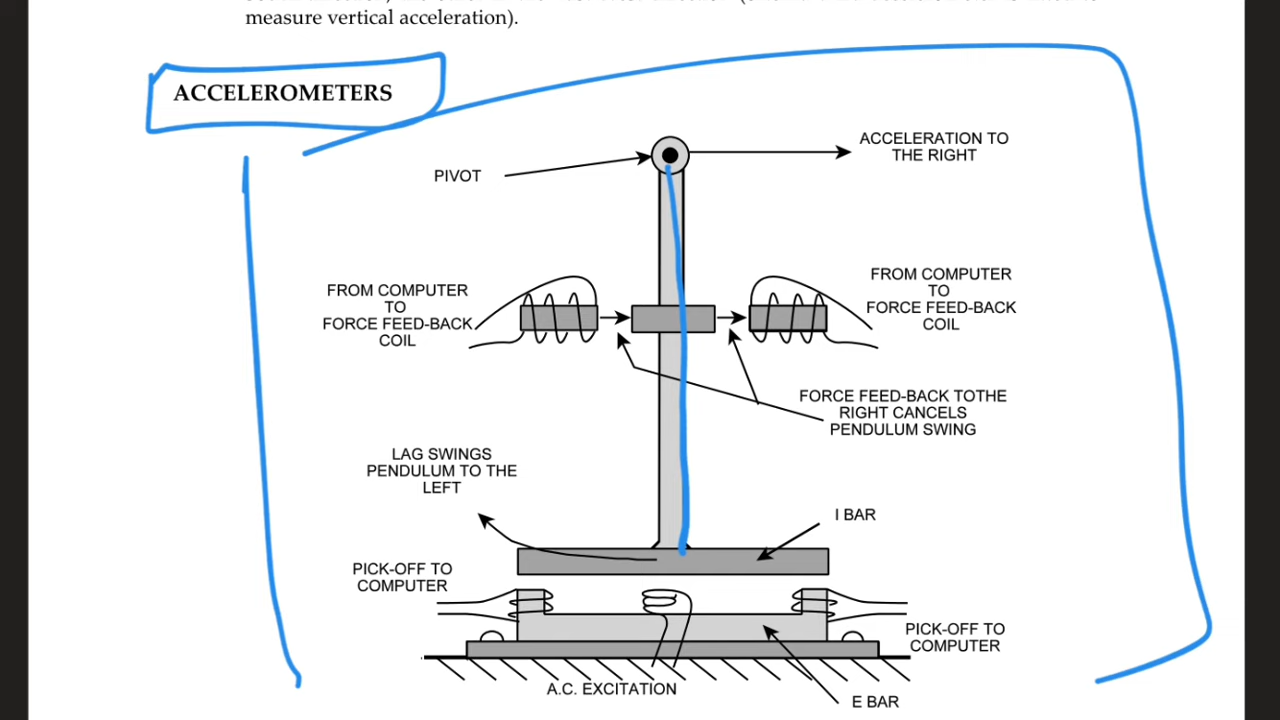 measure vertical acceleration).
ACCELEROMETERS
ACCELERATION TO
THE RIGHT
PIVOT
FROM COMPUTER
TO
FORCE FEED-BACK
COIL
FROM COMPUTER
TO
FORCE FEED-BACK
COIL
FORCE FEED-BACK TOTHE
RIGHT CANCELS
PENDULUM SWING
LAG SWINGS
PENDULUM TO THE
LEFT
I BAR
PICK-OFF TO
COMPUTER
PICK-OFF TO
COMPUTER
A.C. EXCITATION
E BAR